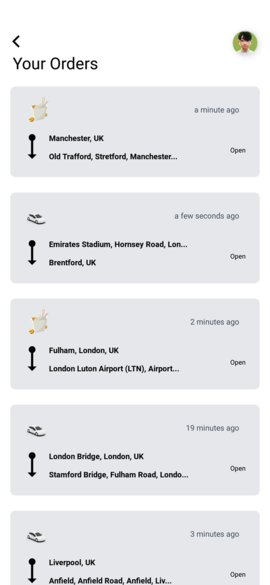 Your Orders
a minute ago
Manchester, UK
Open
Old Trafford, Stretford, Manchester...
a few seconds ago
Emirates Stadium, Hornsey Road, Lon...
Open
Brentford, UK
2 minutes ago
Fulham, London, UK
Open
London Luton Airport (LTN), Airport...
19 minutes ago
London Bridge, London, UK
Open
Stamford Bridge, Fulham Road, Londo...
3 minutes ago
Liverpool, UK
Open
Anfield, Anfield Road, Anfield, Liv...